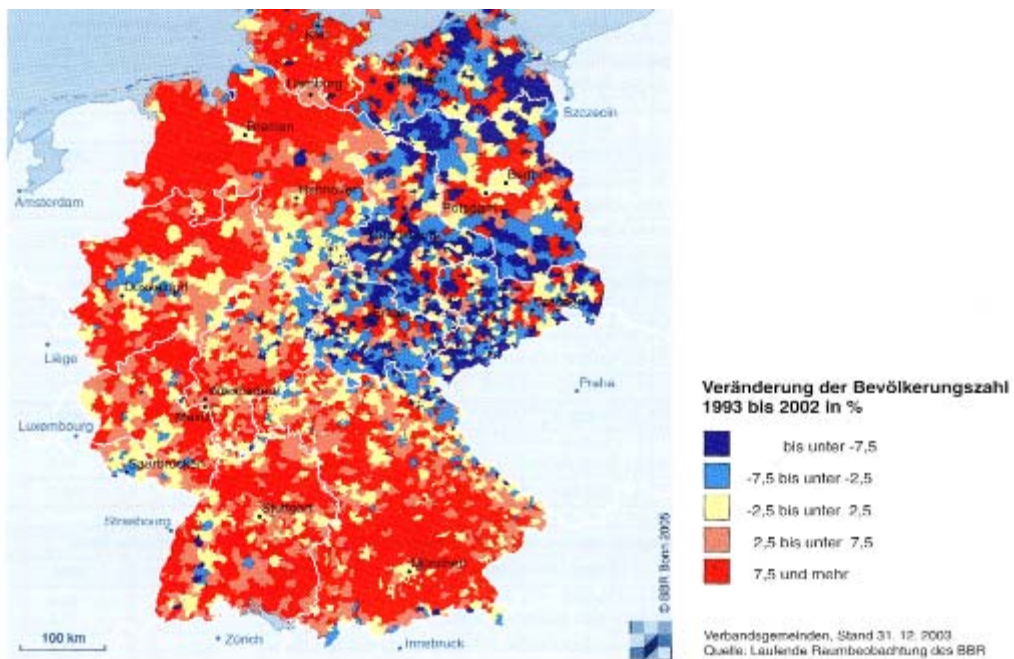 Kiel
Hamburg
Szczecin
Bremen
Berlin
Amsterdam
Hannover
Potsdam
Düsseldorf
Liège
Wiesbaden
Mainz
Praha
Luxembourg
Saarbrücken
Strasbourg
Stuttgart
München
100 km
Zürich
Innsbruck
© BBR Bonn 2005
Veränderung der Bevölkerungszahl
1993 bis 2002 in %
bis unter -7,5
-7,5 bis unter -2,5
-2,5 bis unter 2,5
2,5 bis unter 7,5
7,5 und mehr
Verbandsgemeinden, Stand 31. 12. 2003
Quelle: Laufende Raumbeobachtung des BBR